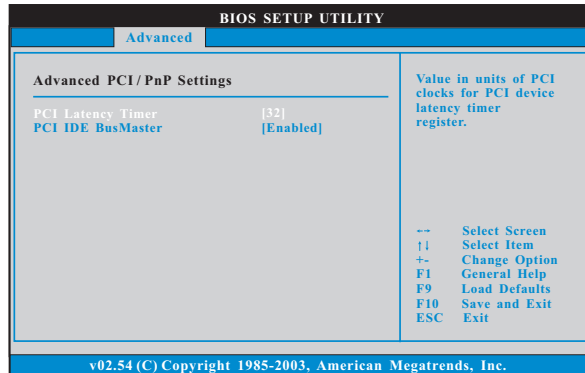 BIOS SETUP UTILITY
Advanced
Advanced PCI / PnP Settings
PCI Latency Timer [32]
PCI IDE BusMaster [Enabled]
Value in units of PCI
clocks for PCI device
latency timer
register.
←→ Select Screen
↑↓ Select Item
+- Change Option
F1 General Help
F9 Load Defaults
F10 Save and Exit
ESC Exit
v02.54 (C) Copyright 1985-2003, American Megatrends, Inc.